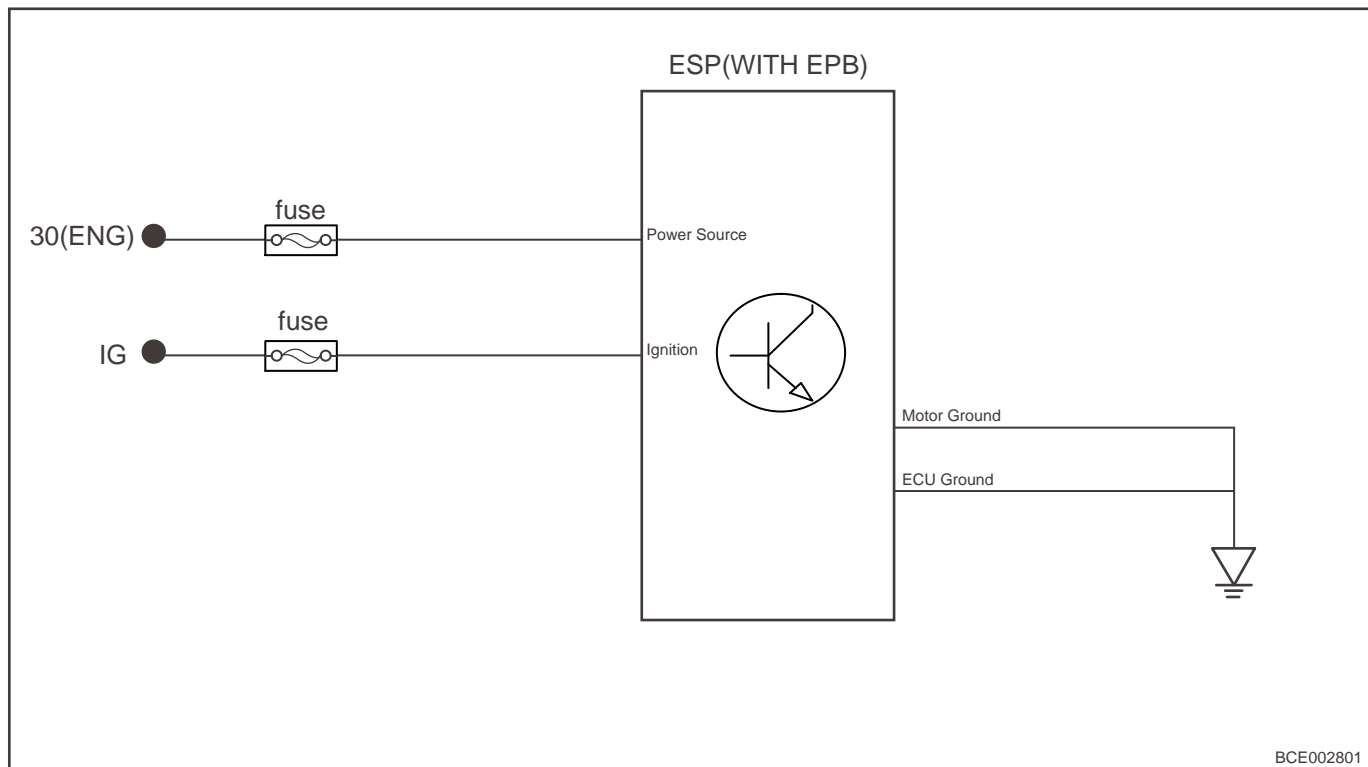 ESP(WITH EPB)
fuse
30(ENG)
Power Source
fuse
IG
Ignition
Motor Ground
ECU Ground
BCE002801